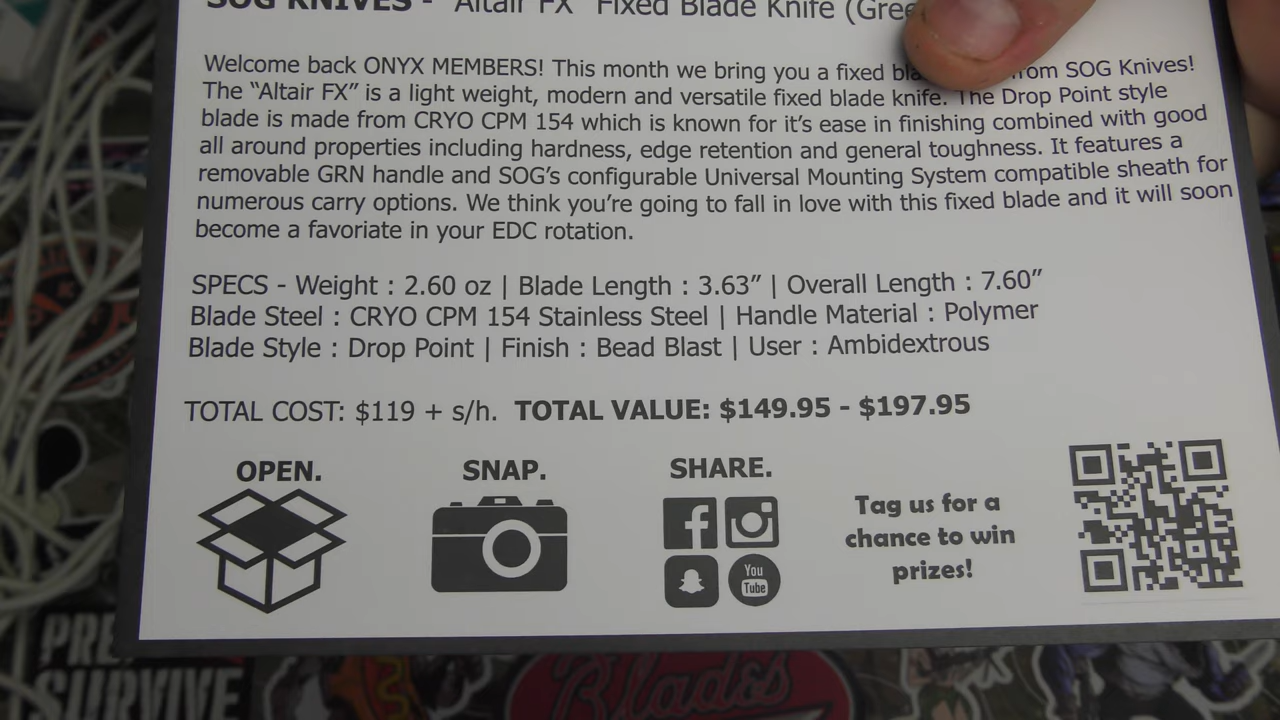 SOG KNIVES - "Altair FX" Fixed Blade Knife (Gree
Welcome back ONYX MEMBERS! This month we bring you a fixed bla from SOG Knives!
The “Altair FX” is a light weight, modern and versatile fixed blade knife. The Drop Point style
blade is made from CRYO CPM 154 which is known for it’s ease in finishing combined with good
all around properties including hardness, edge retention and general toughness. It features a
removable GRN handle and SOG’s configurable Universal Mounting System compatible sheath for
numerous carry options. We think you’re going to fall in love with this fixed blade and it will soon
become a favoriate in your EDC rotation.
SPECS - Weight : 2.60 oz | Blade Length : 3.63” | Overall Length : 7.60”
Blade Steel : CRYO CPM 154 Stainless Steel | Handle Material : Polymer
Blade Style : Drop Point | Finish : Bead Blast | User : Ambidextrous
TOTAL COST: $119 + s/h. TOTAL VALUE: $149.95 - $197.95
OPEN. SNAP. SHARE.
Tag us for a
chance to win
prizes!
You
Tube
SURVIVE
Blades